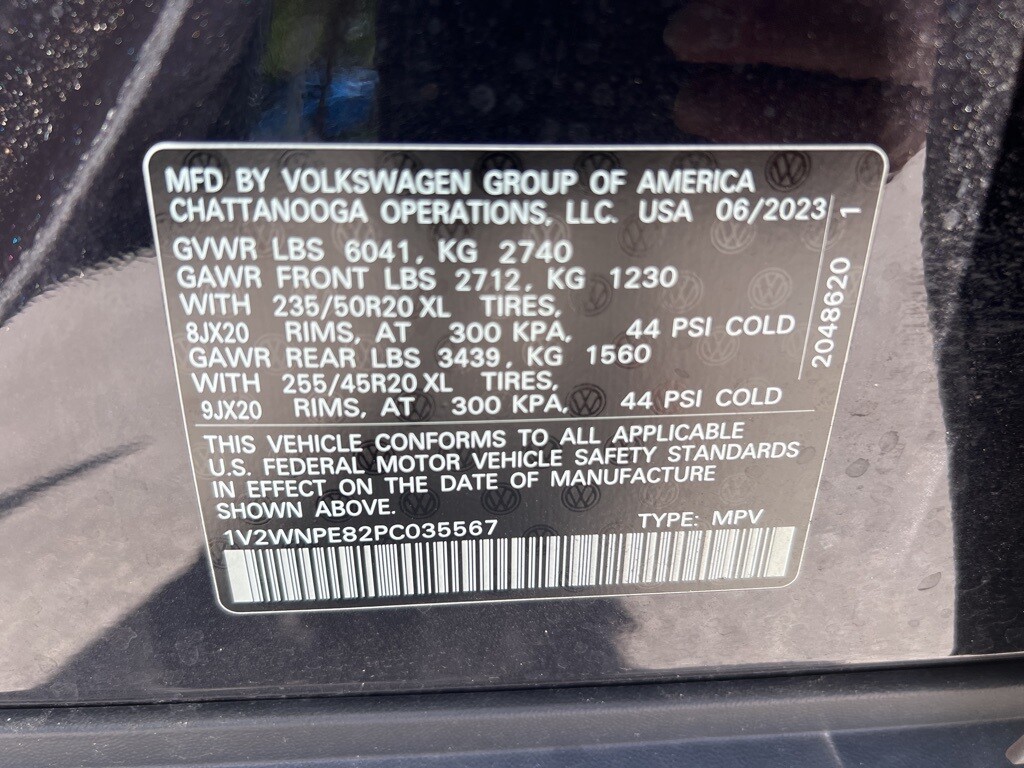 MFD BY VOLKSWAGEN GROUP OF AMERICA
CHATTANOOGA OPERATIONS, LLC. USA 06/2023
GVWR LBS 6041, KG 2740
GAWR FRONT LBS 2712, KG 1230
WITH 235/50R20 XL TIRES,
8JX20 RIMS, AT 300 KPA, 44 PSI COLD
GAWR REAR LBS 3439, KG 1560
WITH 255/45R20 XL TIRES,
9JX20 RIMS, AT 300 KPA, 44 PSI COLD
2048620 1
THIS VEHICLE CONFORMS TO ALL APPLICABLE
U.S. FEDERAL MOTOR VEHICLE SAFETY STANDARDS
IN EFFECT ON THE DATE OF MANUFACTURE
SHOWN ABOVE.
1V2WNPE82PC035567 TYPE: MPV